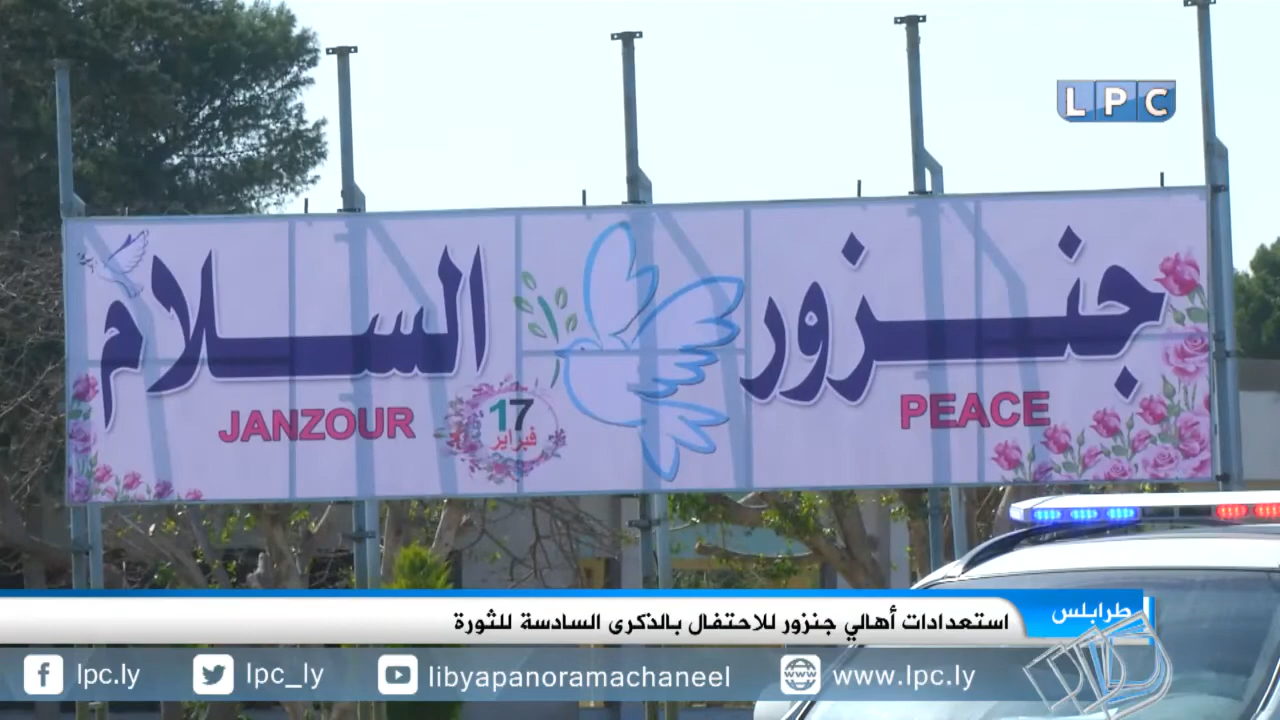 LPC
جنزور السلام
JANZOUR PEACE
17
فبراير
طرابلس
استعدادات أهالي جنزور للاحتفال بالذكرى السادسة للثورة
lpc.ly lpc_ly libyapanoramachaneel www.lpc.ly